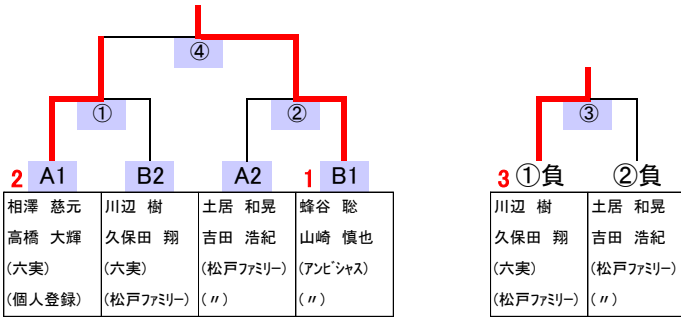 ④
① ② ③
2 A1 B2 A2 1 B1 3 ①負 ②負
相澤 慈元 川辺 樹 土居 和晃 蜂谷 聡 川辺 樹 土居 和晃
高橋 大輝 久保田 翔 吉田 浩紀 山崎 慎也 久保田 翔 吉田 浩紀
(六実) (六実) (松戸ファミリー) (アンビシャス) (六実) (松戸ファミリー)
(個人登録) (松戸ファミリー) (〃) (〃) (松戸ファミリー) (〃)